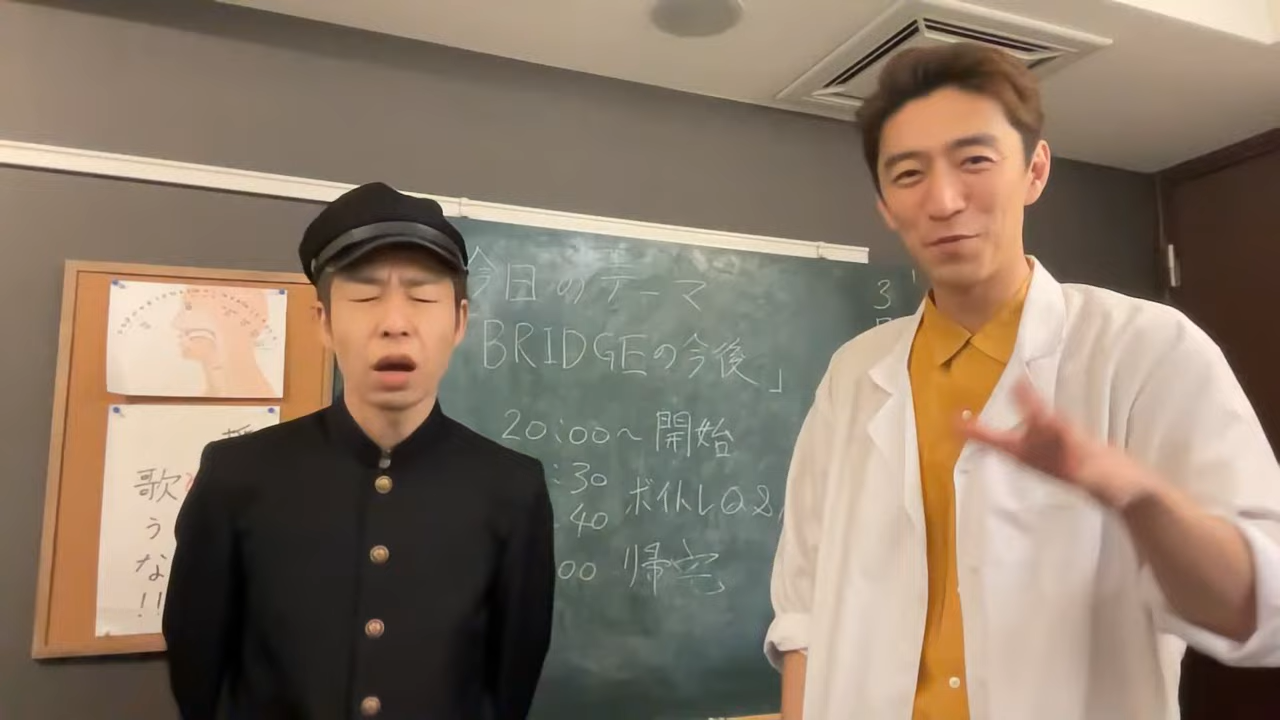 今日のテーマ
BRIDGEの今後」
20:00~ 開始
:30
40 ボイトレQ&
00 帰宅
3
歌
う
な
!!